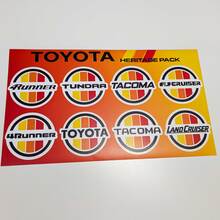 TOYOTA HERITAGE PACK
4RUNNER TUNDRA TACOMA FJ CRUISER
4RUNNER TOYOTA TACOMA LAND CRUISER